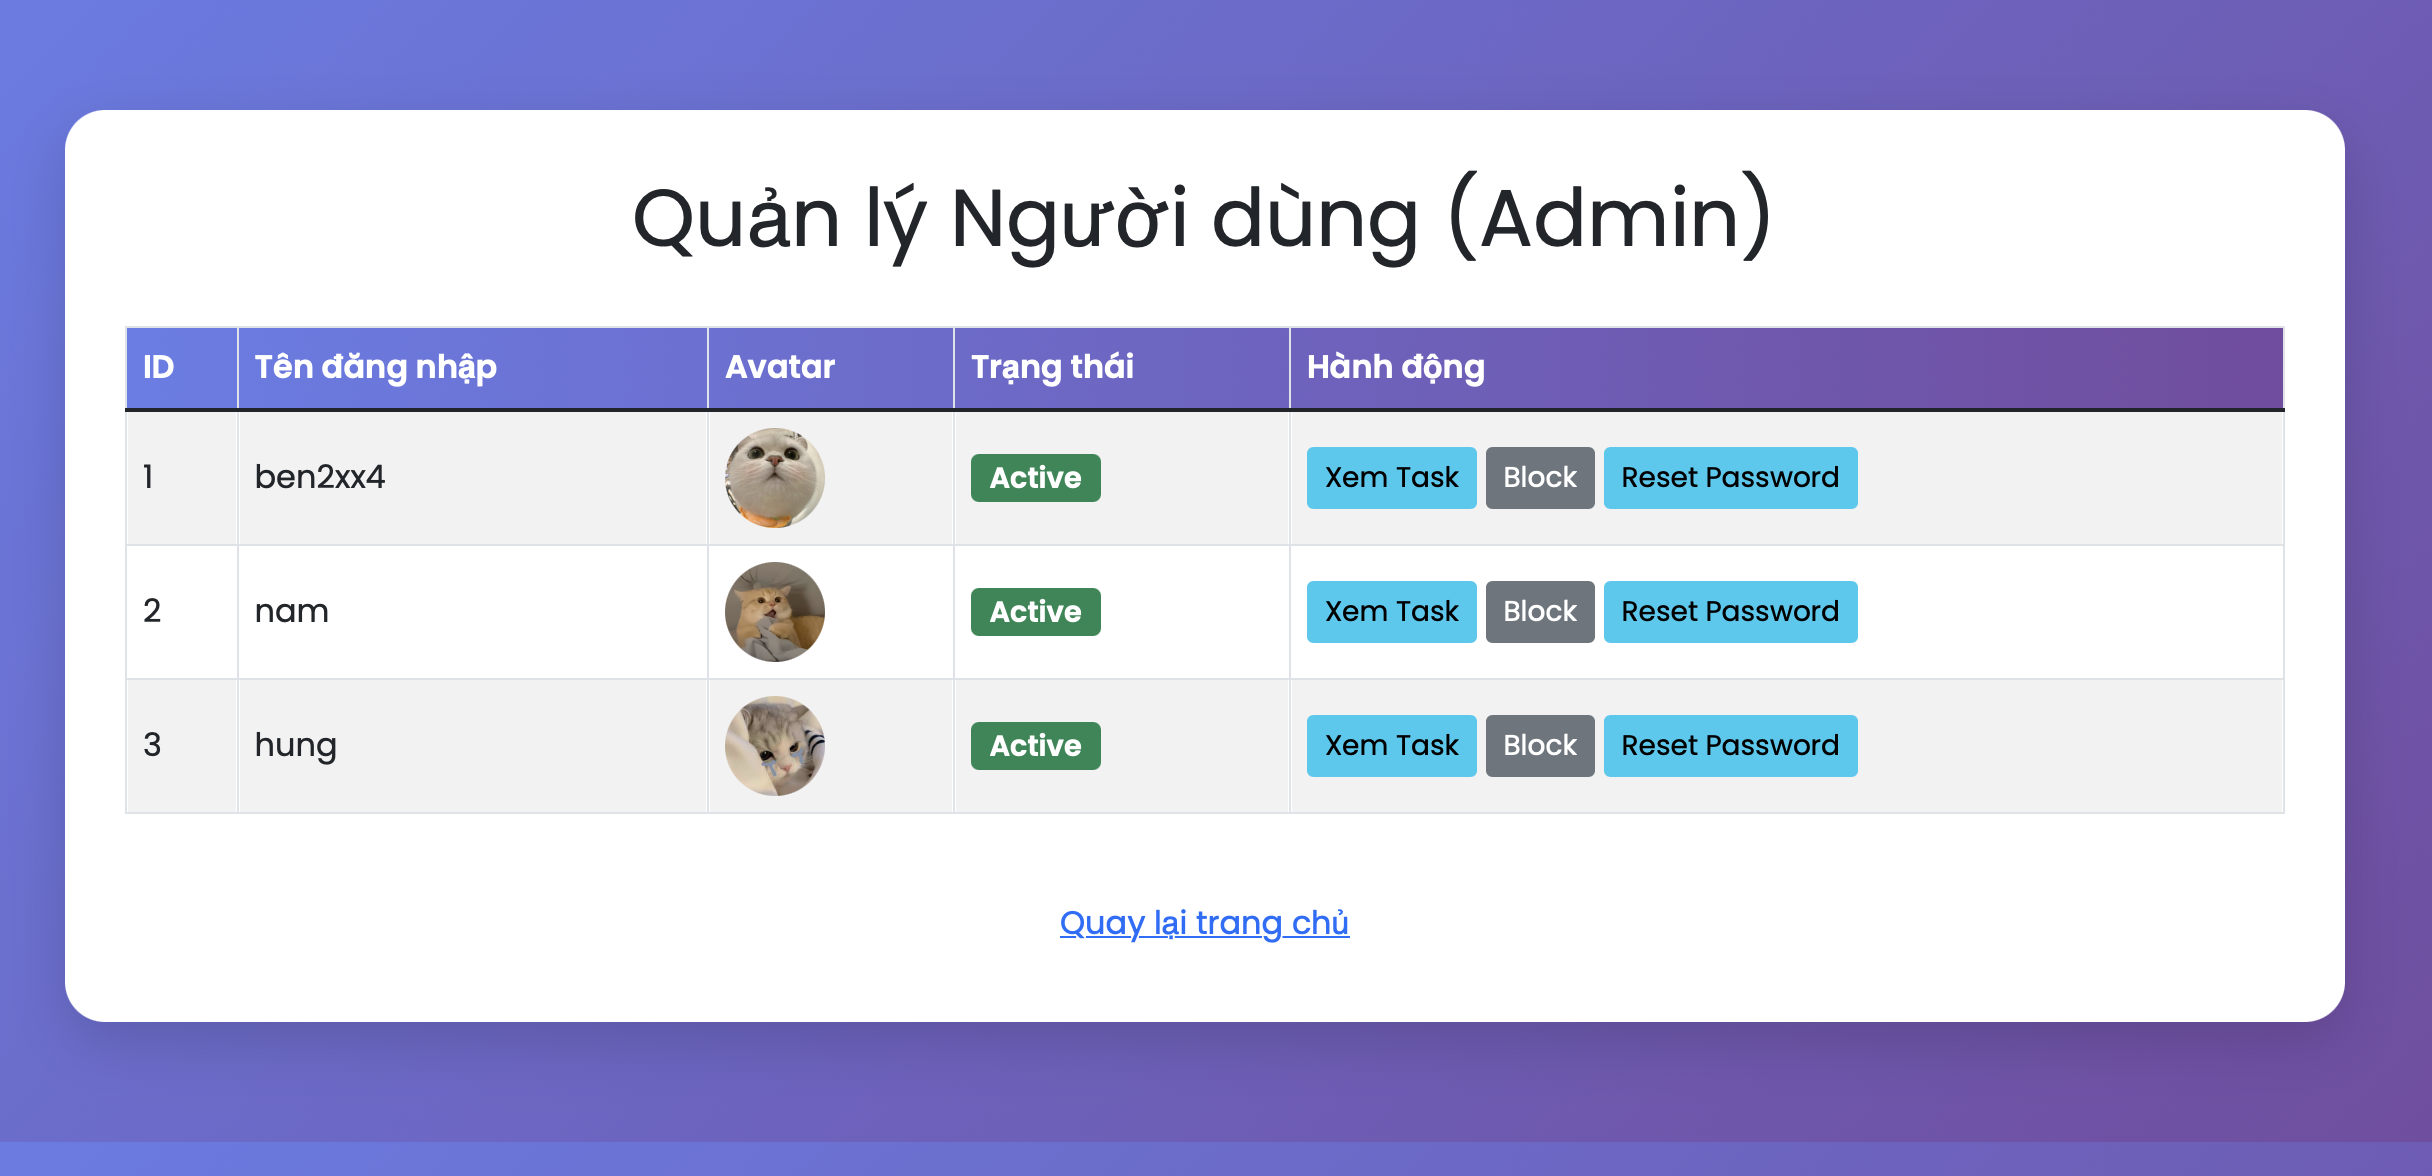 Quản lý Người dùng (Admin)
ID Tên đăng nhập Avatar Trạng thái Hành động
1 ben2xx4 Active Xem Task Block Reset Password
2 nam Active Xem Task Block Reset Password
3 hung Active Xem Task Block Reset Password
Quay lại trang chủ